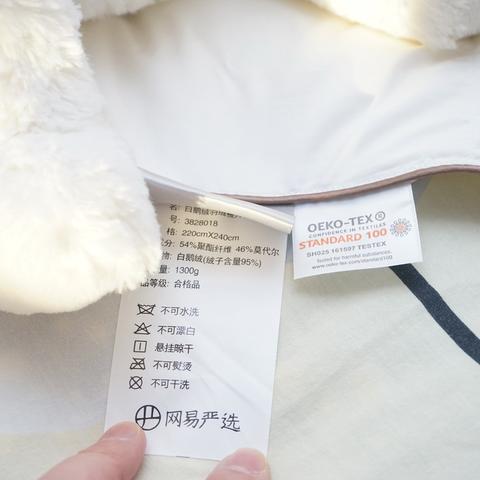 名: 白鹅绒羽绒被
号: 3828018
格: 220cmX240cm
分: 54%聚酯纤维 46%莫代尔
物: 白鹅绒(绒子含量95%)
量: 1300g
品等级: 合格品
不可水洗
不可漂白
悬挂晾干
不可熨烫
不可干洗
网易严选
OEKO-TEX®
CONFIDENCE IN TEXTILES
STANDARD 100
SH025 161597 TESTEX
Tested for harmful substances.
www.oeko-tex.com/standard100